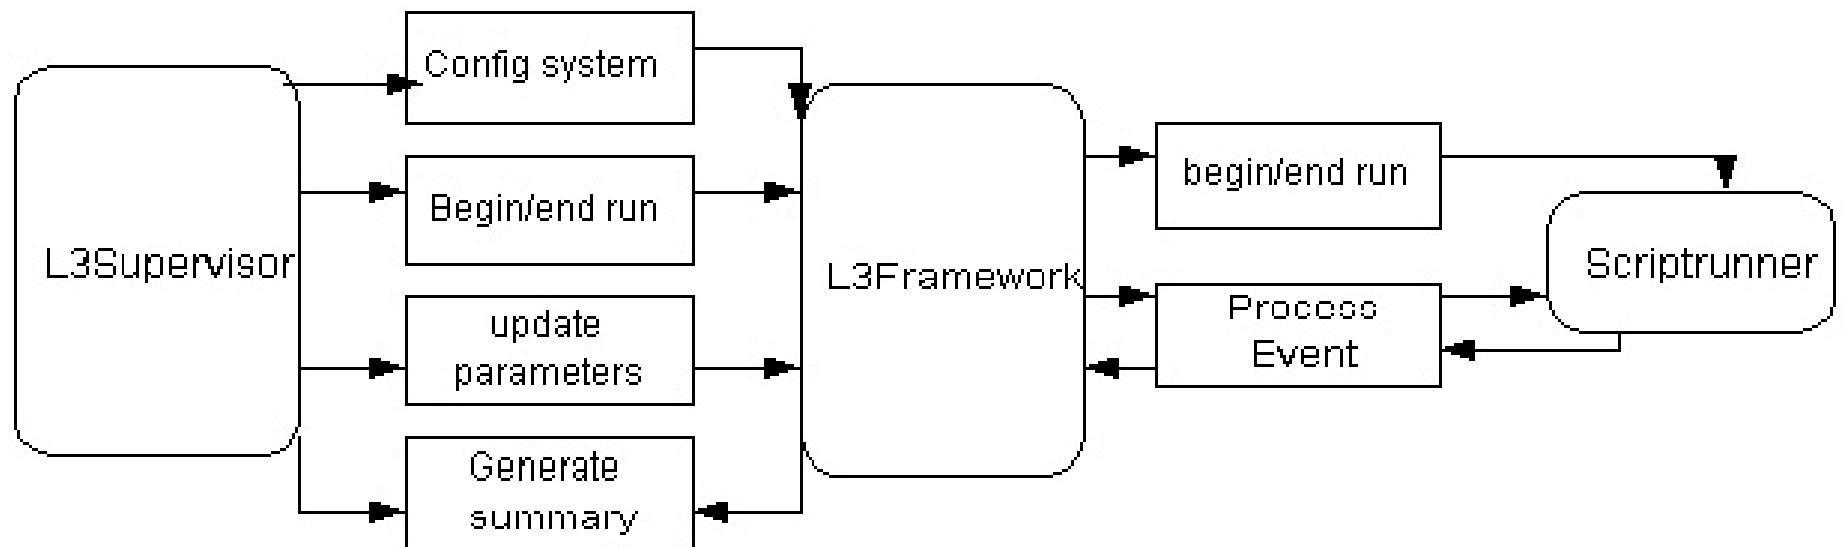 Config system
L3Supervisor
Begin/end run
update
parameters
Generate
summary
L3Framework
begin/end run
Process
Event
Scriptrunner